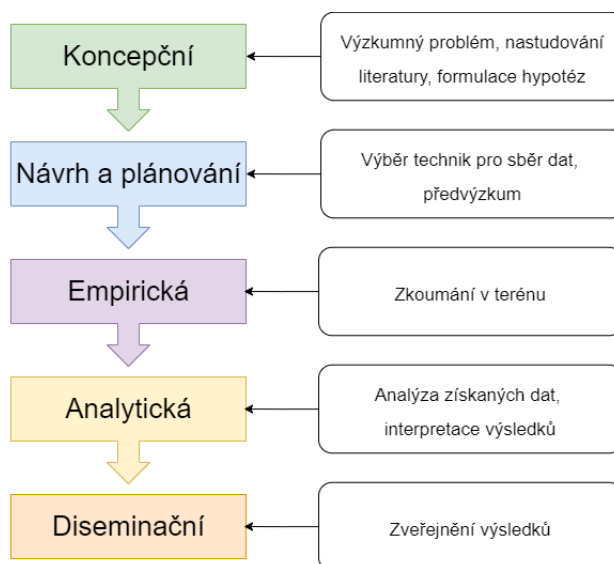 Koncepční
Výzkumný problém, nastudování
literatury, formulace hypotéz
Návrh a plánování
Výběr technik pro sběr dat,
předvýzkum
Empirická
Zkoumání v terénu
Analytická
Analýza získaných dat,
interpretace výsledků
Diseminační
Zveřejnění výsledků